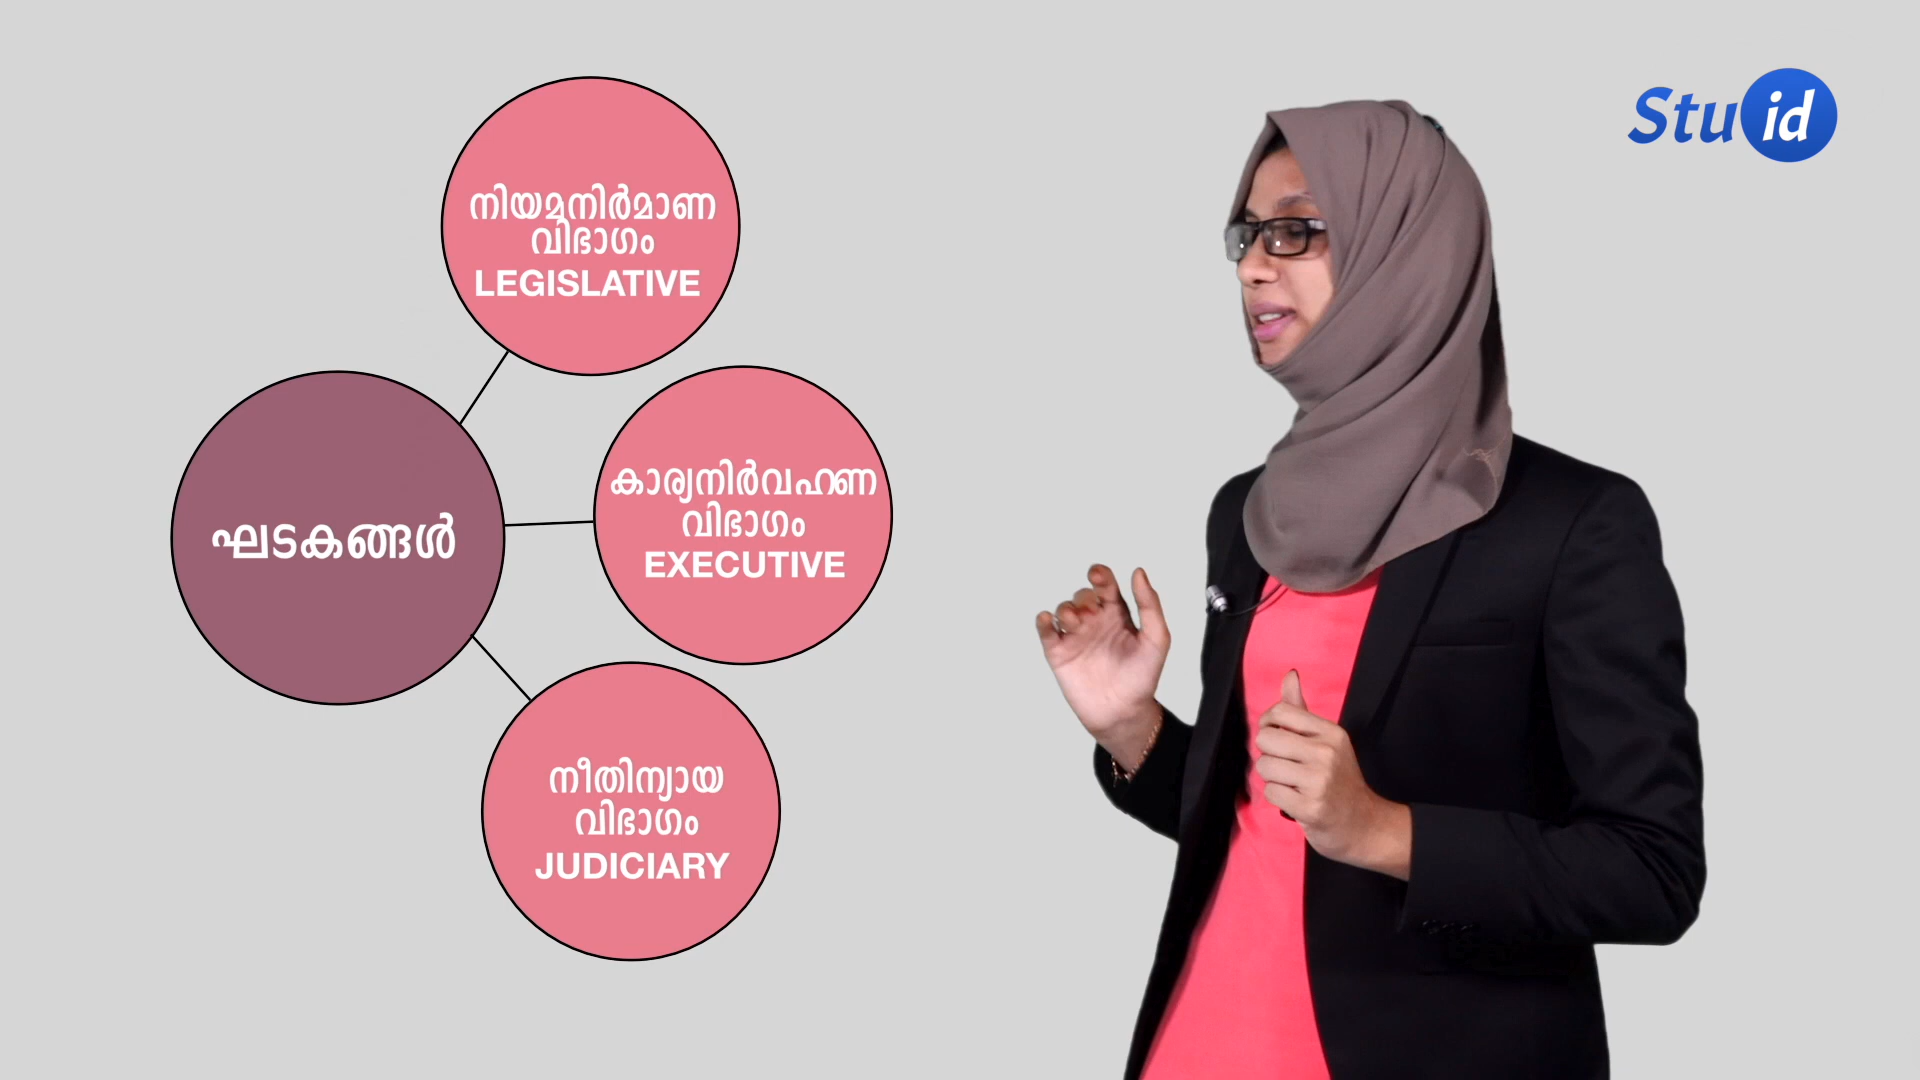 Stuid
നിയമനിർമാണ
വിഭാഗം
LEGISLATIVE
കാര്യനിർവഹണ
വിഭാഗം
EXECUTIVE
ഘടകങ്ങൾ
നീതിന്യായ
വിഭാഗം
JUDICIARY